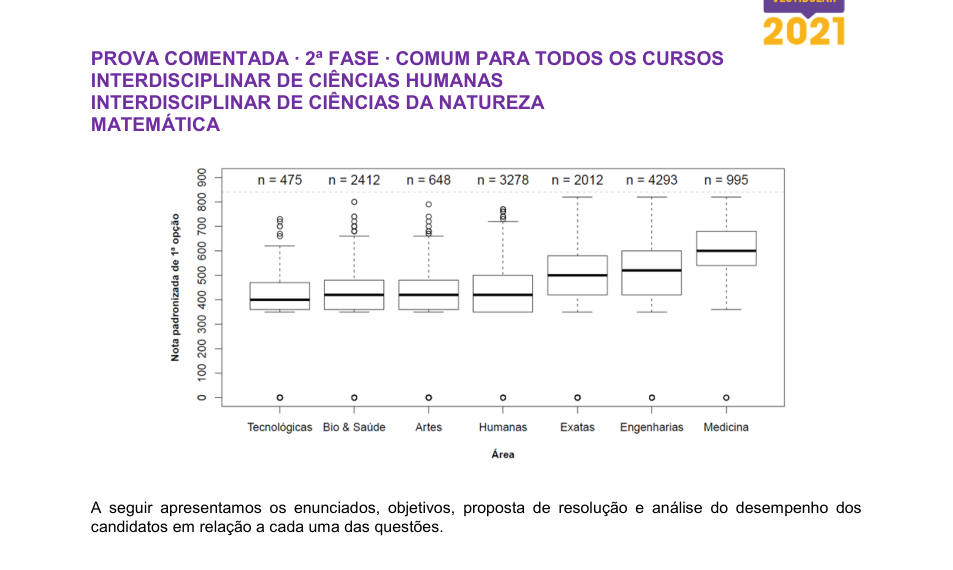 VESTIBULAR
2021
PROVA COMENTADA · 2ª FASE · COMUM PARA TODOS OS CURSOS
INTERDISCIPLINAR DE CIÊNCIAS HUMANAS
INTERDISCIPLINAR DE CIÊNCIAS DA NATUREZA
MATEMÁTICA
n = 475 n = 2412 n = 648 n = 3278 n = 2012 n = 4293 n = 995
Nota padronizada de 1ª opção
900
800
700
600
500
400
300
200
100
0
Tecnológicas Bio & Saúde Artes Humanas Exatas Engenharias Medicina
Área
A seguir apresentamos os enunciados, objetivos, proposta de resolução e análise do desempenho dos
candidatos em relação a cada uma das questões.